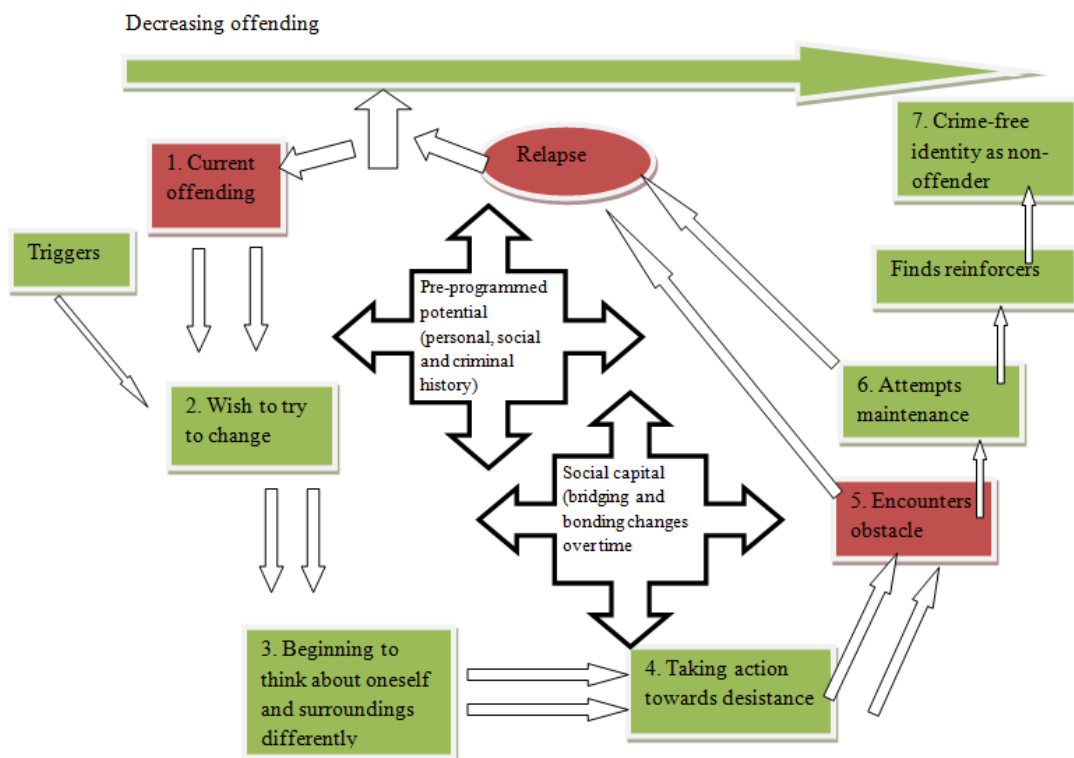 Decreasing offending
1. Current
offending
Relapse
7. Crime-free
identity as non-
offender
Triggers
Finds reinforcers
Pre-programmed
potential
(personal, social
and criminal
history)
2. Wish to try
to change
6. Attempts
maintenance
Social capital
(bridging and
bonding changes
over time
5. Encounters
obstacle
3. Beginning to
think about oneself
and surroundings
differently
4. Taking action
towards desistance